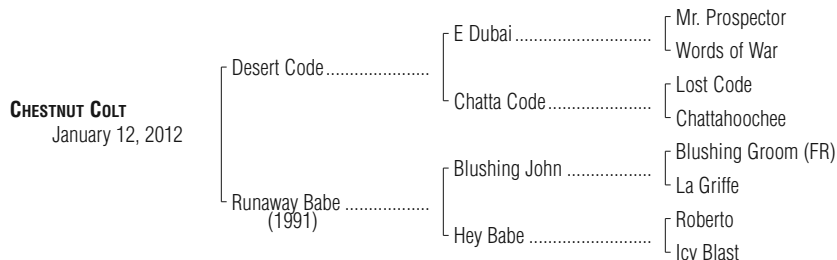 Mr. Prospector
E Dubai
Words of War
Desert Code
Lost Code
Chatta Code
Chattahoochee
CHESTNUT COLT
January 12, 2012
Blushing Groom (FR)
Blushing John
La Griffe
Runaway Babe
(1991)
Roberto
Hey Babe
Icy Blast